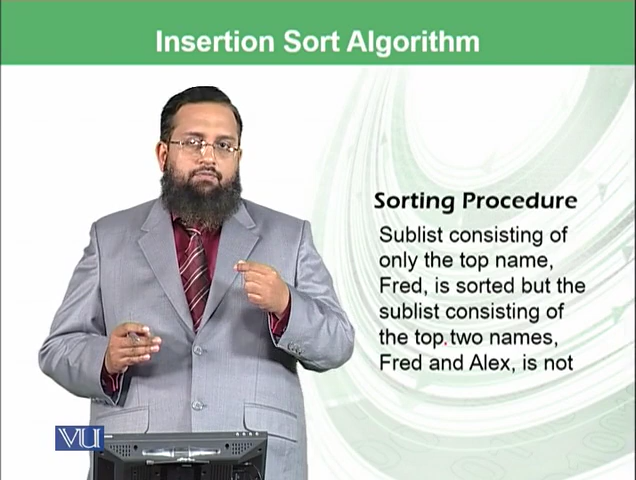 Insertion Sort Algorithm
Sorting Procedure
Sublist consisting of
only the top name,
Fred, is sorted but the
sublist consisting of
the top two names,
Fred and Alex, is not
VU